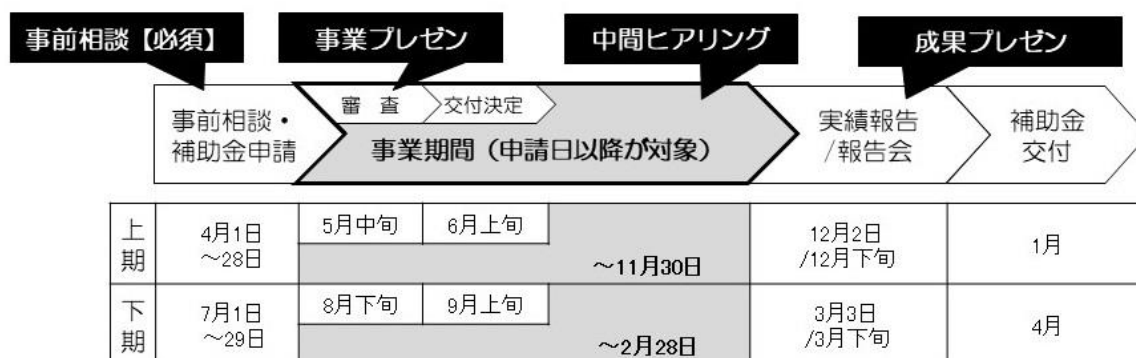 事前相談【必須】
事業プレゼン
中間ヒアリング
成果プレゼン
事前相談・
補助金申請
審　査
交付決定
事業期間（申請日以降が対象）
実績報告
/報告会
補助金
交付
上
期
4月1日
～28日
5月中旬
6月上旬
～11月30日
12月2日
/12月下旬
1月
下
期
7月1日
～29日
8月下旬
9月上旬
～2月28日
3月3日
/3月下旬
4月